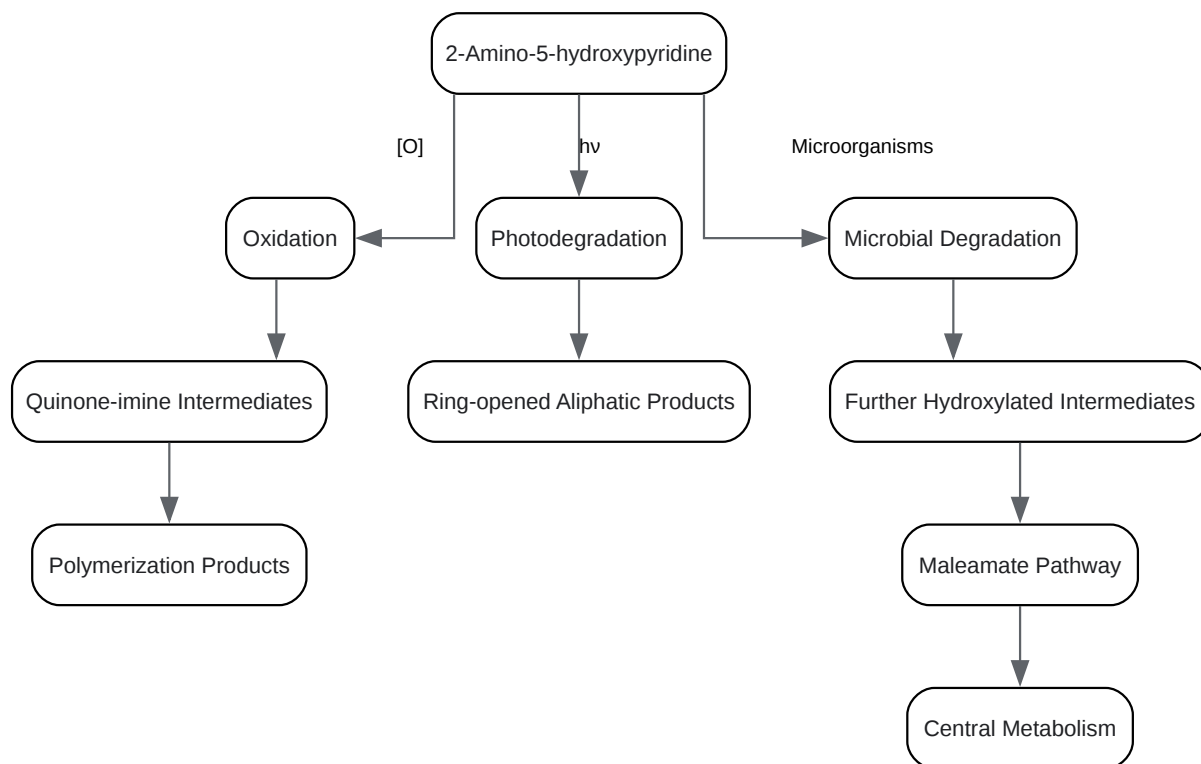 2-Amino-5-hydroxypyridine
[O]
hν
Microorganisms
Oxidation
Photodegradation
Microbial Degradation
Quinone-imine Intermediates
Ring-opened Aliphatic Products
Further Hydroxylated Intermediates
Polymerization Products
Maleamate Pathway
Central Metabolism